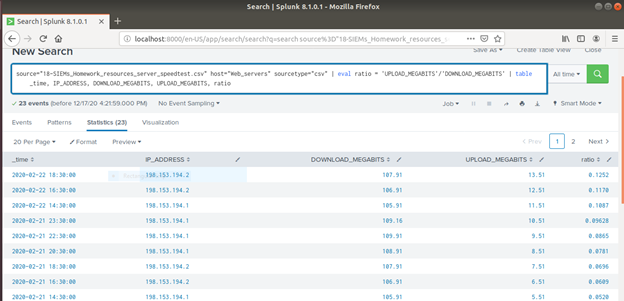 Search | Splunk 8.1.0.1 - Mozilla Firefox
Search | Splunk 8.1.0.1
localhost:8000/en-US/app/search/search?q=search source%3D"18-SIEMs_Homework_resources_
New Search
Save As Create Table View Close
source="18-SIEMs_Homework_resources_server_speedtest.csv" host="Web_servers" sourcetype="csv" | eval ratio = 'UPLOAD_MEGABITS'/'DOWNLOAD_MEGABITS' | table
_time, IP_ADDRESS, DOWNLOAD_MEGABITS, UPLOAD_MEGABITS, ratio
All time
23 events (before 12/17/20 4:21:59.000 PM) No Event Sampling Job Smart Mode
Events Patterns Statistics (23) Visualization
20 Per Page Format Preview < Prev 1 2 Next >
_time IP_ADDRESS DOWNLOAD_MEGABITS UPLOAD_MEGABITS ratio
2020-02-22 18:30:00 198.153.194.2 107.91 13.51 0.1252
2020-02-22 16:30:00 198.153.194.2 106.91 12.51 0.1170
2020-02-22 14:30:00 198.153.194.1 105.91 11.51 0.1087
2020-02-21 23:30:00 198.153.194.1 109.16 10.51 0.09628
2020-02-21 22:30:00 198.153.194.1 109.91 9.51 0.0865
2020-02-21 20:30:00 198.153.194.1 108.91 8.51 0.0781
2020-02-21 18:30:00 198.153.194.2 107.91 7.51 0.0696
2020-02-21 16:30:00 198.153.194.2 106.91 6.51 0.0609
2020-02-21 14:30:00 198.153.194.1 105.91 5.51 0.0520